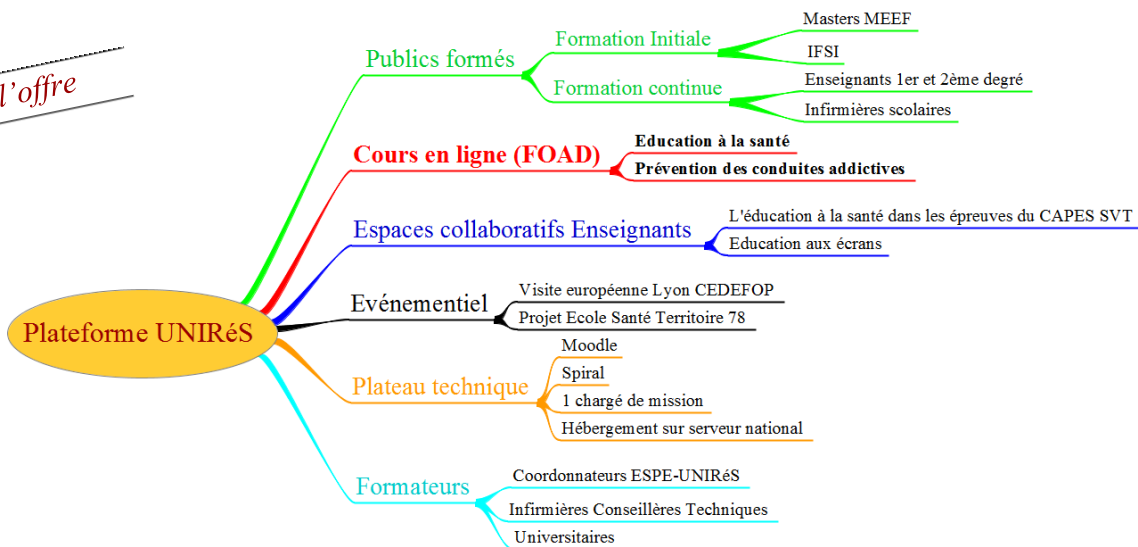 l'offre
Plateforme UNIRéS
Publics formés
Formation Initiale
Masters MEEF
IFSI
Formation continue
Enseignants 1er et 2ème degré
Infirmières scolaires
Cours en ligne (FOAD)
Education à la santé
Prévention des conduites addictives
Espaces collaboratifs Enseignants
L'éducation à la santé dans les épreuves du CAPES SVT
Education aux écrans
Evénementiel
Visite européenne Lyon CEDEFOP
Projet Ecole Santé Territoire 78
Plateau technique
Moodle
Spiral
1 chargé de mission
Hébergement sur serveur national
Formateurs
Coordonnateurs ESPE-UNIRéS
Infirmières Conseillères Techniques
Universitaires